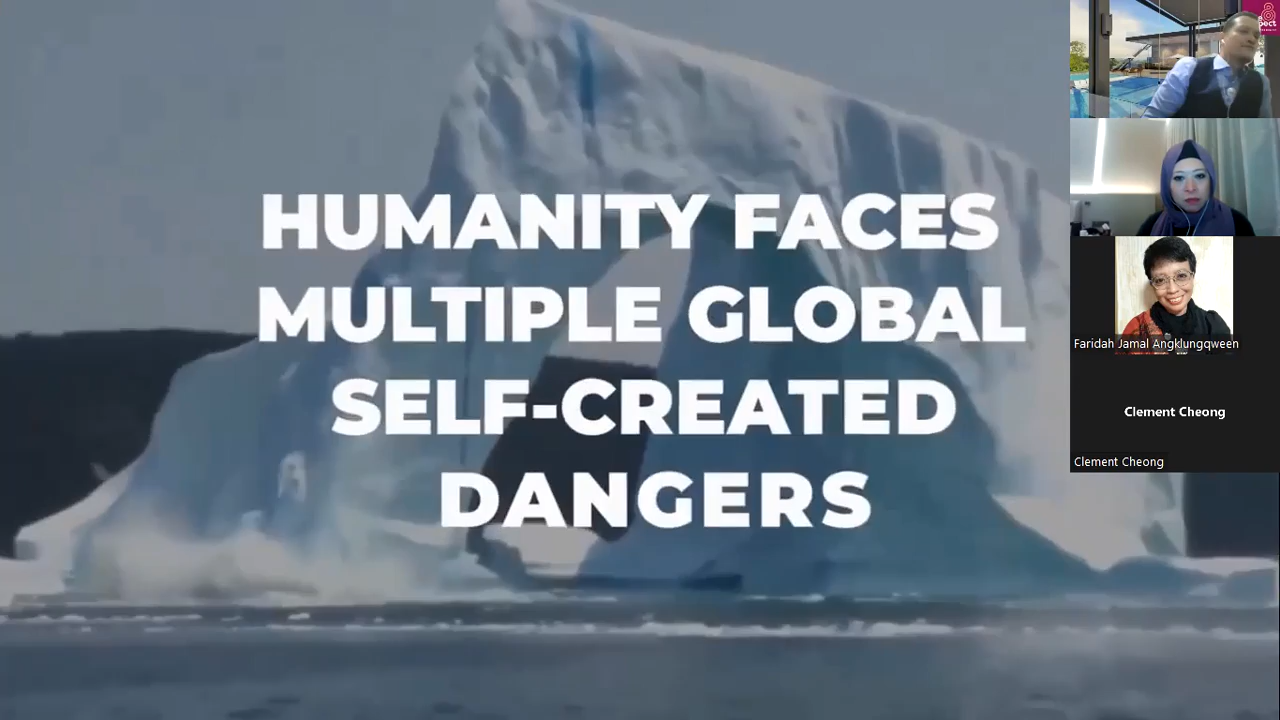 HUMANITY FACES
MULTIPLE GLOBAL
SELF-CREATED
DANGERS
Faridah Jamal Angklungqween
Clement Cheong
Clement Cheong